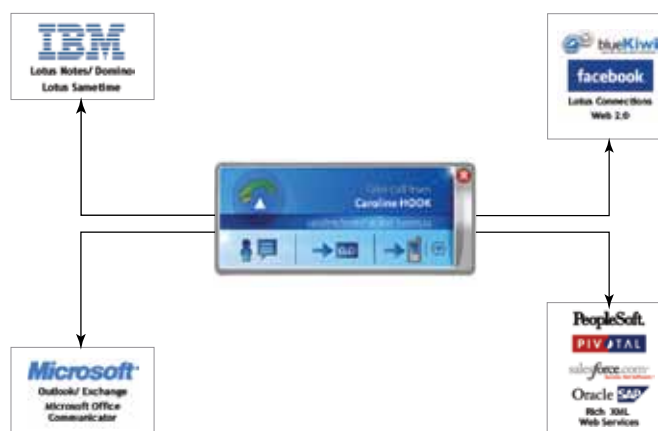 IBM
Lotus Notes/ Domino
Lotus Sametime
blueKiwi
facebook
Lotus Connections
Web 2.0
Caroline HOOK
Microsoft
Outlook/ Exchange
Microsoft Office
Communicator
PeopleSoft.
PIVOTAL
salesforce.com
Oracle SAP
Rich XML
Web Services